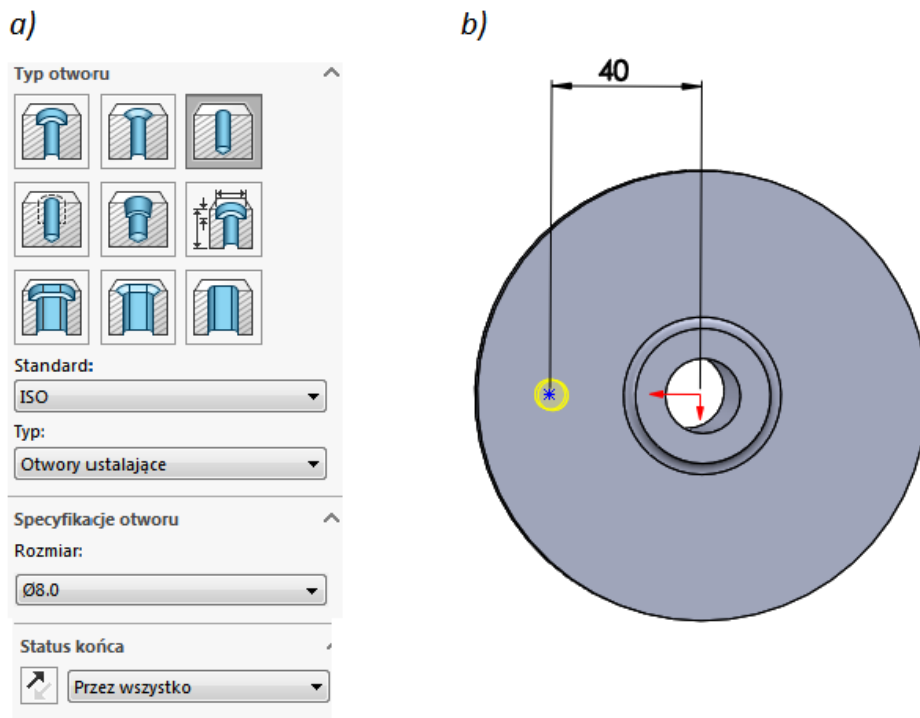 a)
b)
Typ otworu
Standard:
ISO
Typ:
Otwory ustalające
Specyfikacje otworu
Rozmiar:
Ø8.0
Status końca
Przez wszystko
40